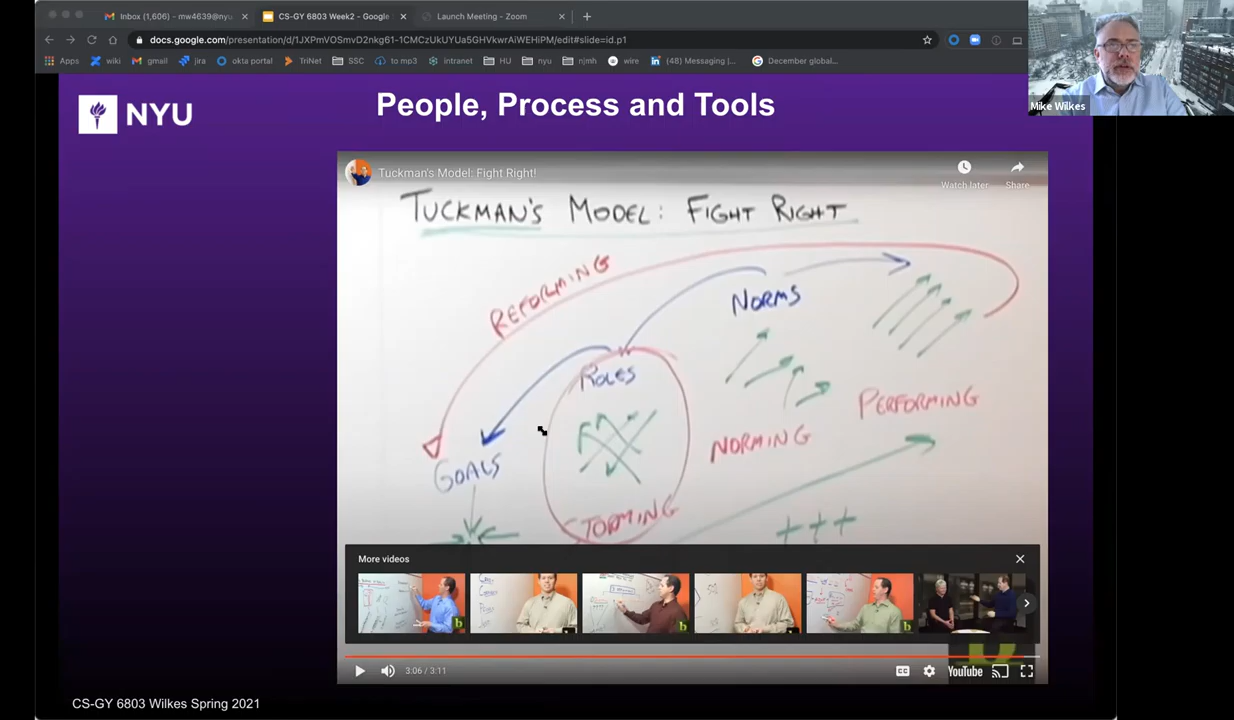 Inbox (1,606) - mw4639@nyu
CS-GY 6803 Week2 - Google
Launch Meeting - Zoom
docs.google.com/presentation/d/1JXPmVOSmvD2nkg61-1CMCzUkUYUa5GHVkwrAiWEHiPM/edit#slide=id.p1
Apps wiki gmail jira okta portal TriNet SSC to mp3 intranet HU nyu njmh wire (48) Messaging |... December global...
Mike Wilkes
NYU
People, Process and Tools
Tuckman's Model: Fight Right!
Watch later Share
TUCKMAN'S MODEL: FIGHT RIGHT
REFORMING
NORMS
ROLES
PERFORMING
NORMING
GOALS
STORMING
More videos
3:06 / 3:11
YouTube
CS-GY 6803 Wilkes Spring 2021